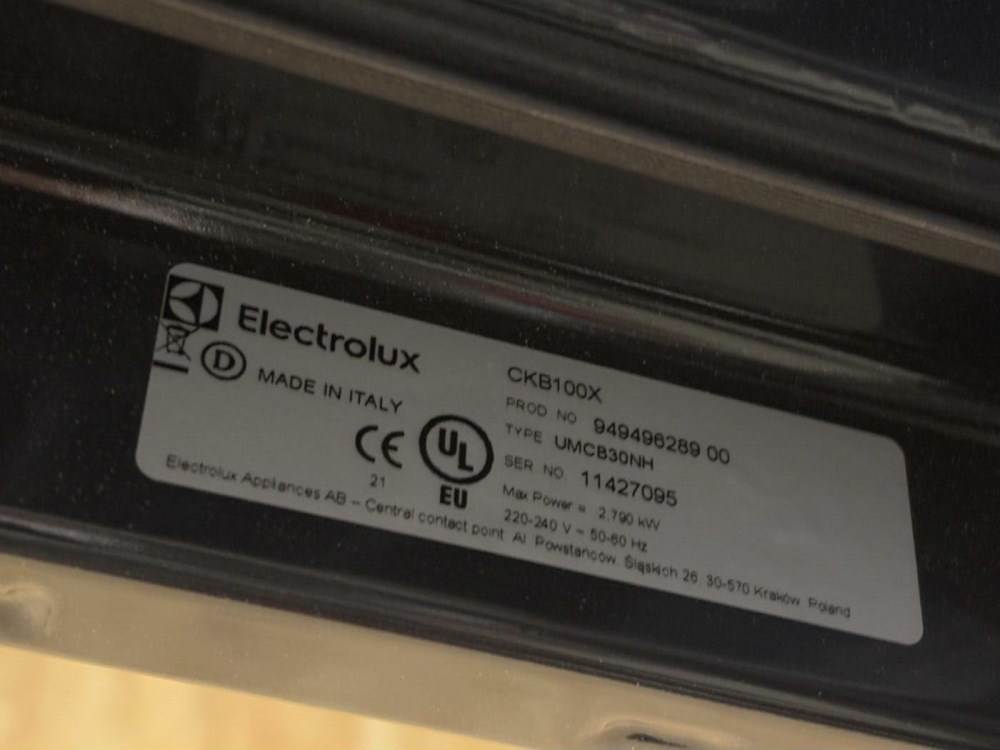 Electrolux
D
MADE IN ITALY
CE
21
UL
EU
CKB100X
PROD NO 949496289 00
TYPE UMCB30NH
SER NO 11427095
Max Power = 2.790 kW
220-240 V ~ 50-60 Hz
Electrolux Appliances AB – Central contact point Al. Powstańców Śląskich 26, 30-570 Kraków Poland